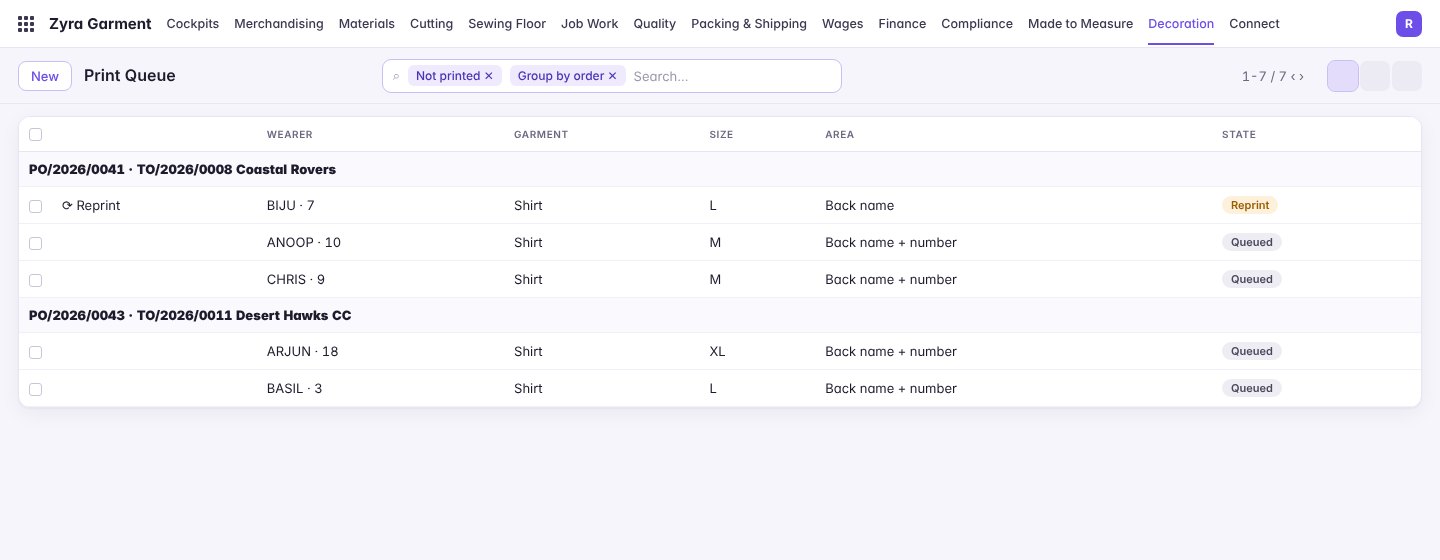 Zyra Garment Cockpits Merchandising Materials Cutting Sewing Floor Job Work Quality Packing & Shipping Wages Finance Compliance Made to Measure Decoration Connect R
New Print Queue Not printed ✕ Group by order ✕ Search... 1-7 / 7 ‹ ›
WEARER GARMENT SIZE AREA STATE
PO/2026/0041 · TO/2026/0008 Coastal Rovers
⟳ Reprint BIJU · 7 Shirt L Back name Reprint
ANOOP · 10 Shirt M Back name + number Queued
CHRIS · 9 Shirt M Back name + number Queued
PO/2026/0043 · TO/2026/0011 Desert Hawks CC
ARJUN · 18 Shirt XL Back name + number Queued
BASIL · 3 Shirt L Back name + number Queued